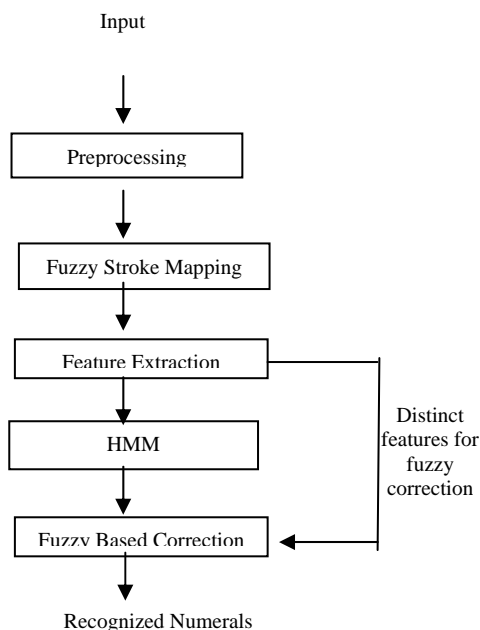 Input
Preprocessing
Fuzzy Stroke Mapping
Feature Extraction
HMM
Distinct
features for
fuzzy
correction
Fuzzy Based Correction
Recognized Numerals